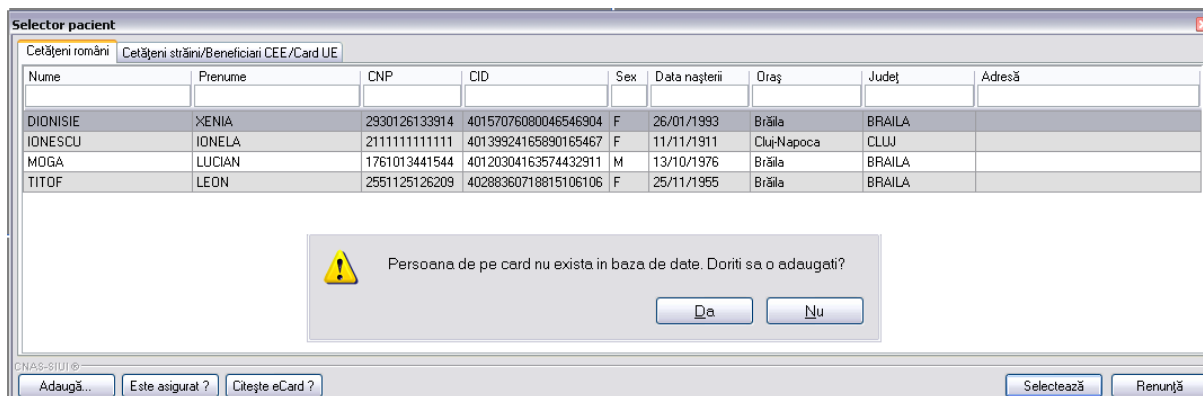 Selector pacient
Cetăţeni români Cetăţeni străini/Beneficiari CEE/Card UE
Nume Prenume CNP CID Sex Data naşterii Oraş Judeţ Adresă
DIONISIE XENIA 2930126133914 40157076080046546904 F 26/01/1993 Brăila BRAILA
IONESCU IONELA 2111111111111 40139924165890165467 F 11/11/1911 Cluj-Napoca CLUJ
MOGA LUCIAN 1761013441544 40120304163574432911 M 13/10/1976 Brăila BRAILA
TITOF LEON 2551125126209 40288360718815106106 F 25/11/1955 Brăila BRAILA
Persoana de pe card nu exista in baza de date. Doriti sa o adaugati?
Da Nu
CNAS-SIUI ®
Adaugă... Este asigurat ? Citeşte eCard ? Selectează Renunţă